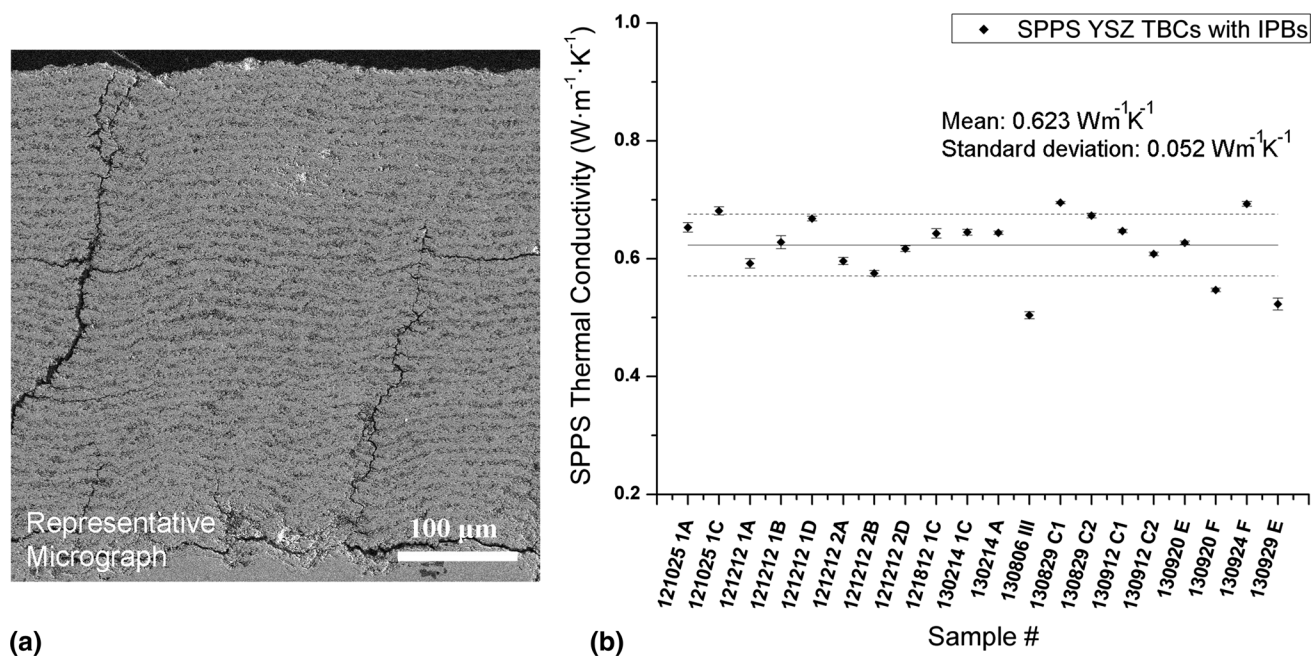 (b)
1.0
0.8
0.6
0.4
0.2
SPPS Thermal Conductivity (W·m⁻¹·K⁻¹)
SPPS YSZ TBCs with IPBs
Mean: 0.623 Wm⁻¹K⁻¹
Standard deviation: 0.052 Wm⁻¹K⁻¹
121025 1A
121025 1C
121212 1A
121212 1B
121212 1D
121212 2A
121212 2B
121212 2D
121812 1C
130214 1C
130214 A
130806 III
130829 C1
130829 C2
130912 C1
130912 C2
130920 E
130920 F
130924 F
130929 E
Sample #
Representative
Micrograph
100 μm
(a)